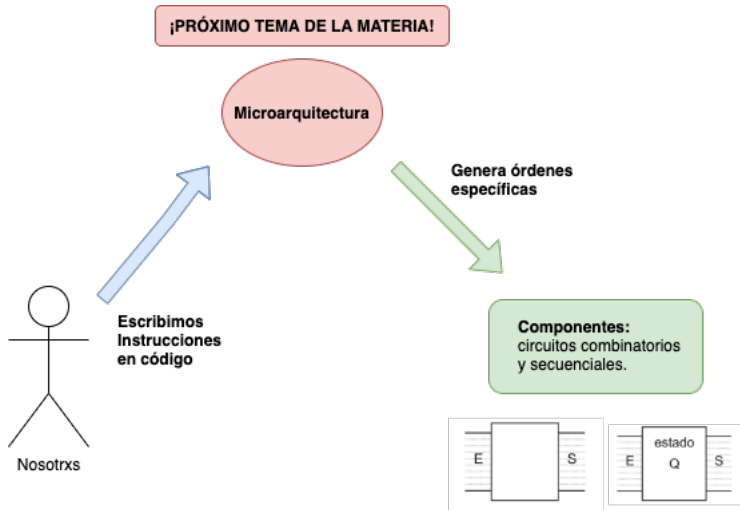 ¡PRÓXIMO TEMA DE LA MATERIA!
Microarquitectura
Genera órdenes
específicas
Escribimos
Instrucciones
en código
Nosotrxs
Componentes:
circuitos combinatorios
y secuenciales.
E S
estado
E Q S